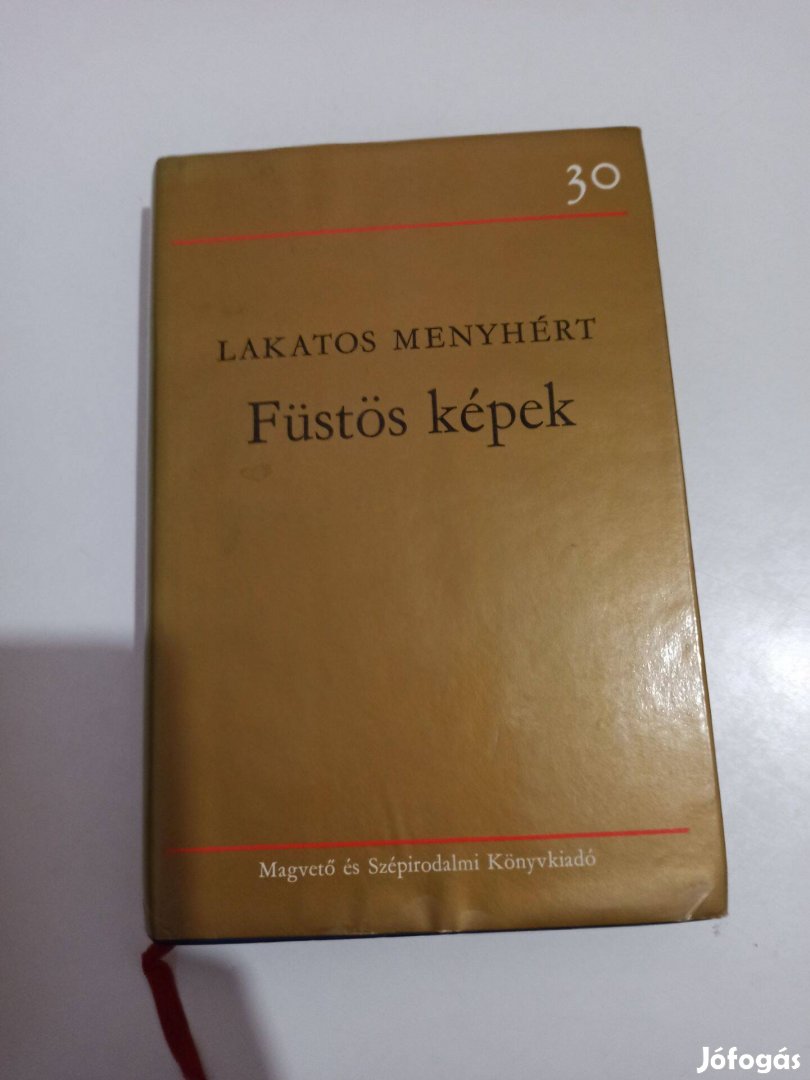 30
LAKATOS MENYHÉRT
Füstös képek
Magvető és Szépirodalmi Könyvkiadó
Jófogás